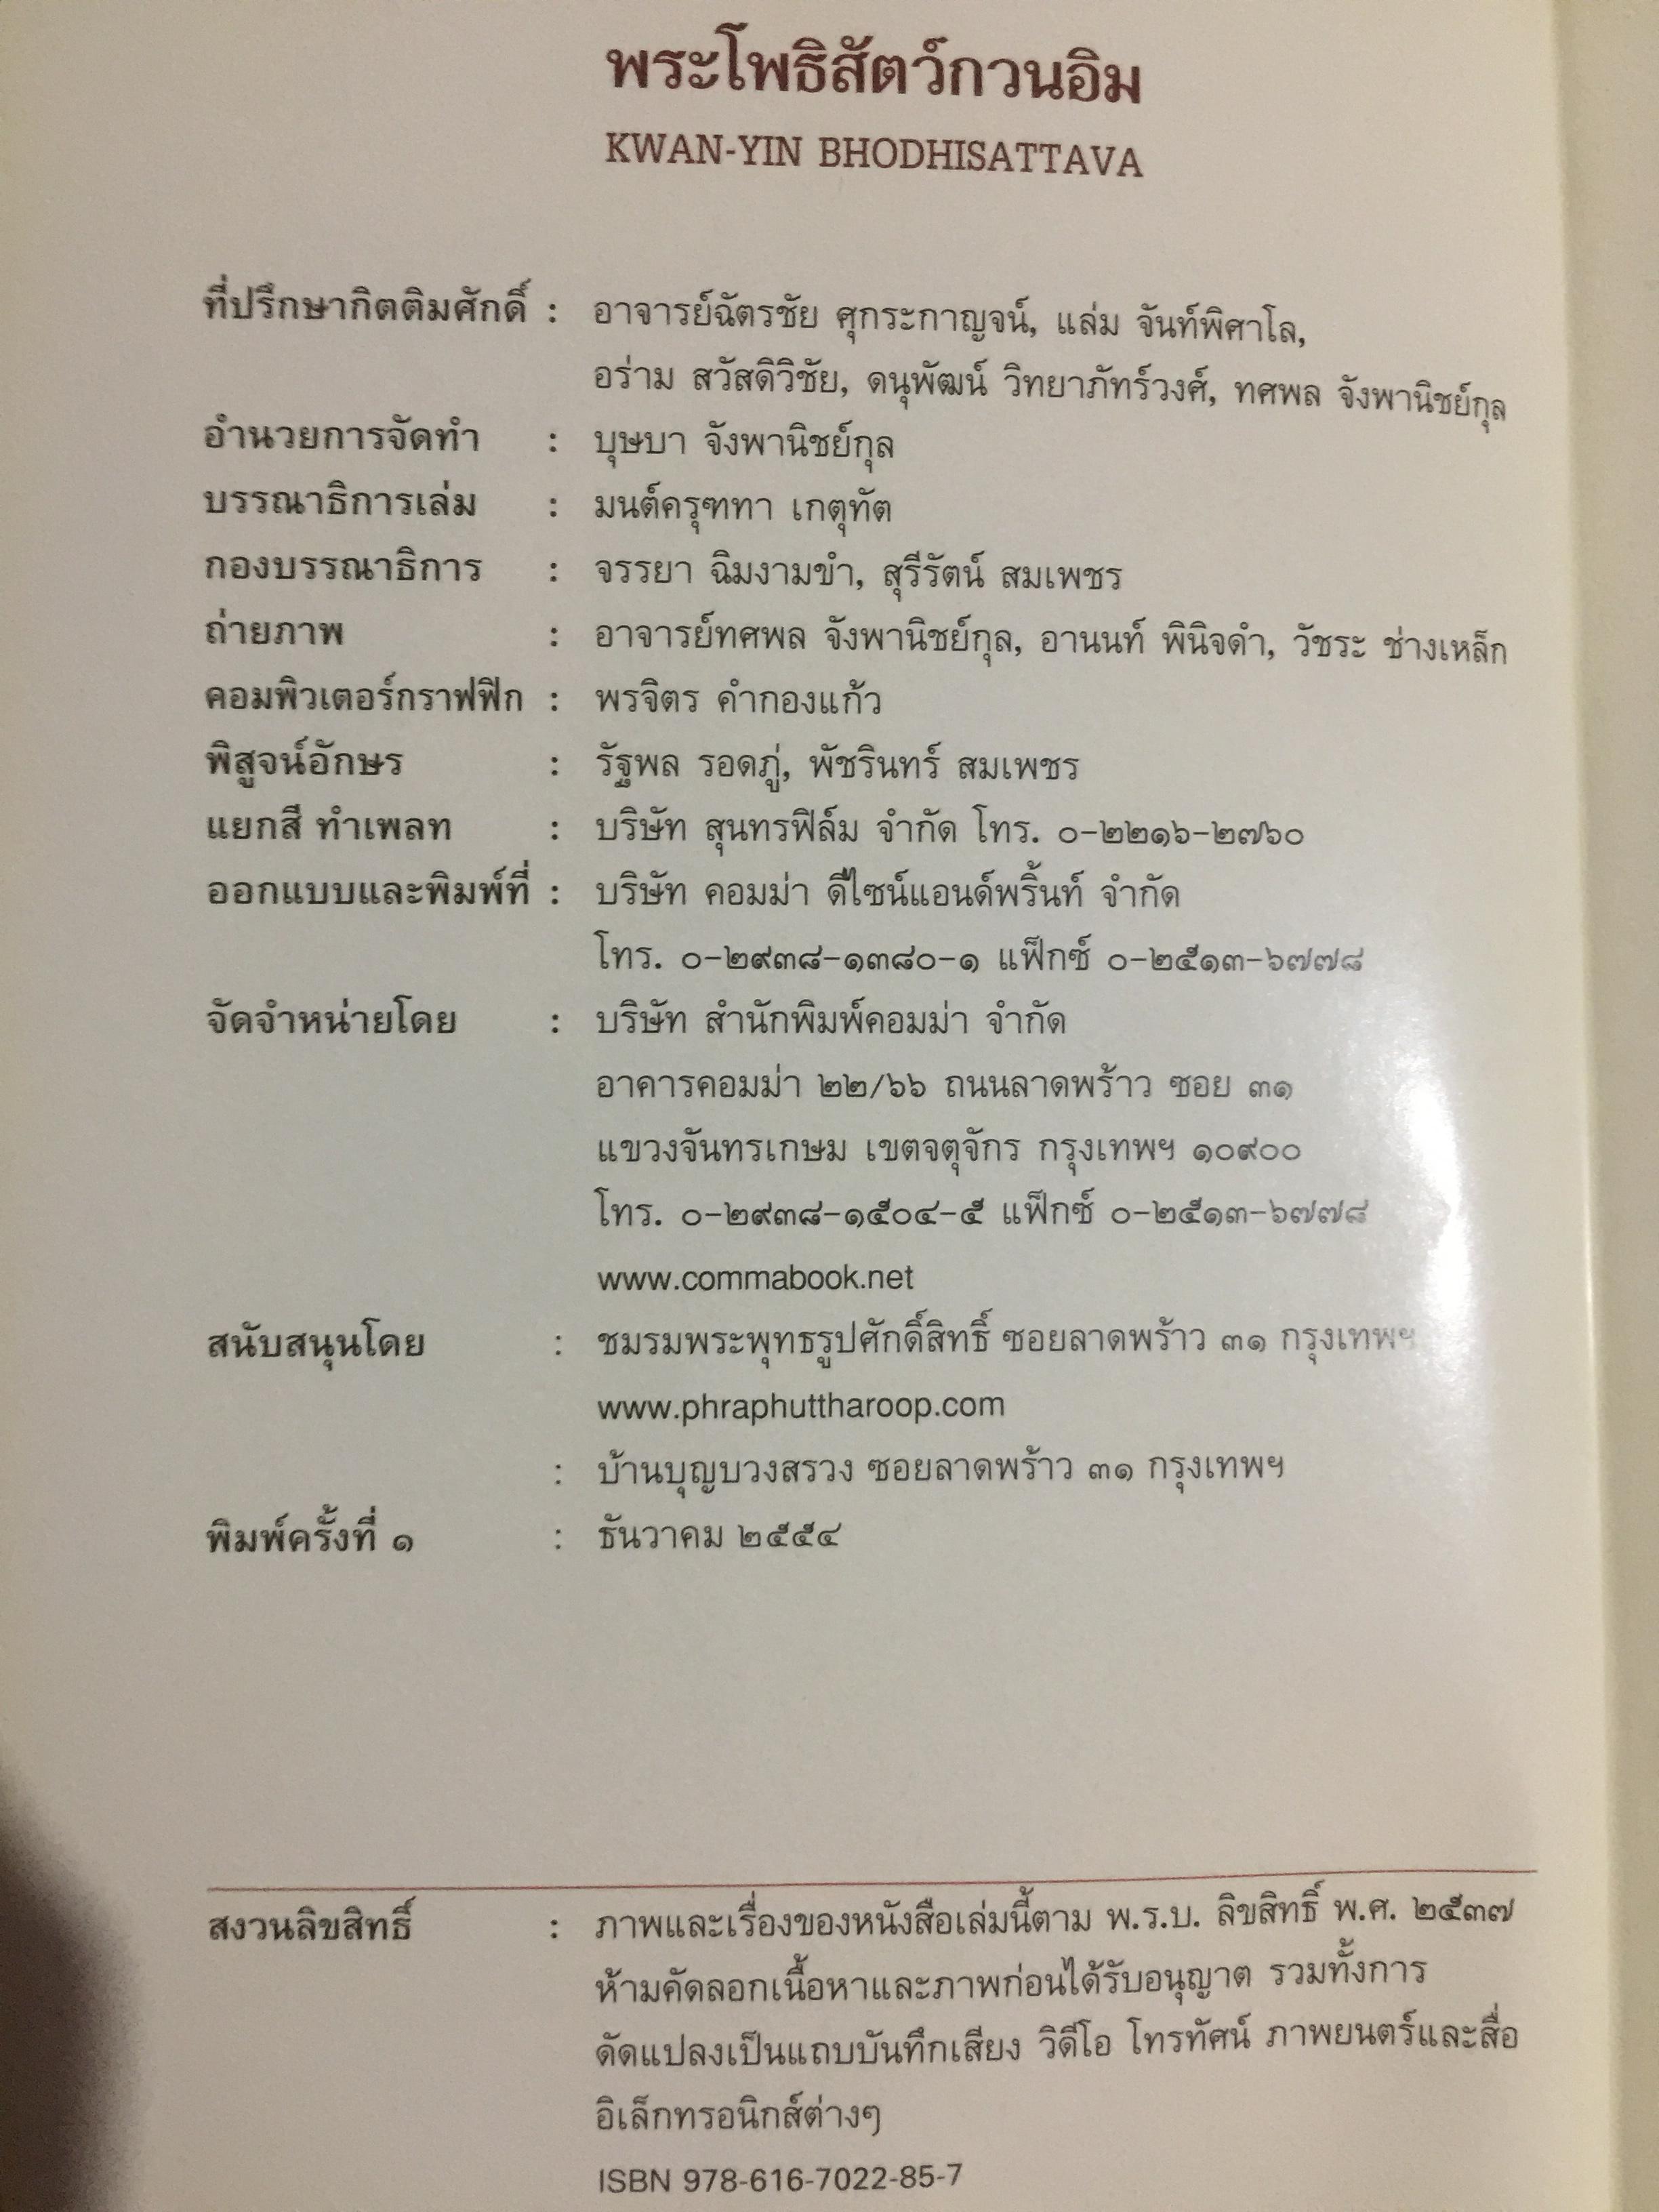 พระโพธิสัตว์กวนอิม
KWAN-YIN BHODHISATTAVA
ที่ปรึกษากิตติมศักดิ์ : อาจารย์ฉัตรชัย ศุกระกาญจน์, แล่ม จันท์พิศาโล,
อร่าม สวัสดิวิชัย, ดนุพัฒน์ วิทยาภัทร์วงศ์, ทศพล จังพานิชย์กุล
อำนวยการจัดทำ : บุษบา จังพานิชย์กุล
บรรณาธิการเล่ม : มนต์ครุฑทา เกตุทัต
กองบรรณาธิการ : จรรยา ฉิมงามขำ, สุรีรัตน์ สมเพชร
ถ่ายภาพ : อาจารย์ทศพล จังพานิชย์กุล, อานนท์ พินิจดำ, วัชระ ช่างเหล็ก
คอมพิวเตอร์กราฟฟิก : พรจิตร คำกองแก้ว
พิสูจน์อักษร : รัฐพล รอดภู่, พัชรินทร์ สมเพชร
แยกสี ทำเพลท : บริษัท สุนทรฟิล์ม จำกัด โทร. ๐-๒๒๑๖-๒๗๖๐
ออกแบบและพิมพ์ที่ : บริษัท คอมม่า ดีไซน์แอนด์พริ้นท์ จำกัด
โทร. ๐-๒๙๓๘-๑๓๘๐-๑ แฟ็กซ์ ๐-๒๕๑๓-๖๗๗๘
จัดจำหน่ายโดย : บริษัท สำนักพิมพ์คอมม่า จำกัด
อาคารคอมม่า ๒๒/๖๖ ถนนลาดพร้าว ซอย ๓๑
แขวงจันทรเกษม เขตจตุจักร กรุงเทพฯ ๑๐๙๐๐
โทร. ๐-๒๙๓๘-๑๕๐๔-๕ แฟ็กซ์ ๐-๒๕๑๓-๖๗๗๘
www.commabook.net
สนับสนุนโดย : ชมรมพระพุทธรูปศักดิ์สิทธิ์ ซอยลาดพร้าว ๓๑ กรุงเทพฯ
www.phraphuttharoop.com
: บ้านบุญบวงสรวง ซอยลาดพร้าว ๓๑ กรุงเทพฯ
พิมพ์ครั้งที่ ๑ : ธันวาคม ๒๕๕๔
สงวนลิขสิทธิ์ : ภาพและเรื่องของหนังสือเล่มนี้ตาม พ.ร.บ. ลิขสิทธิ์ พ.ศ. ๒๕๓๗
ห้ามคัดลอกเนื้อหาและภาพก่อนได้รับอนุญาต รวมทั้งการ
ดัดแปลงเป็นแถบบันทึกเสียง วิดีโอ โทรทัศน์ ภาพยนตร์และสื่อ
อิเล็กทรอนิกส์ต่างๆ
ISBN 978-616-7022-85-7